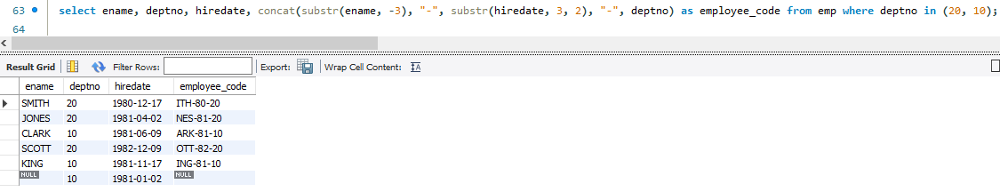 63 select ename, deptno, hiredate, concat(substr(ename, -3), "-", substr(hiredate, 3, 2), "-", deptno) as employee_code from emp where deptno in (20, 10);
64
Result Grid Filter Rows: Export: Wrap Cell Content:
ename deptno hiredate employee_code
SMITH 20 1980-12-17 ITH-80-20
JONES 20 1981-04-02 NES-81-20
CLARK 10 1981-06-09 ARK-81-10
SCOTT 20 1982-12-09 OTT-82-20
KING 10 1981-11-17 ING-81-10
NULL 10 1981-01-02 NULL